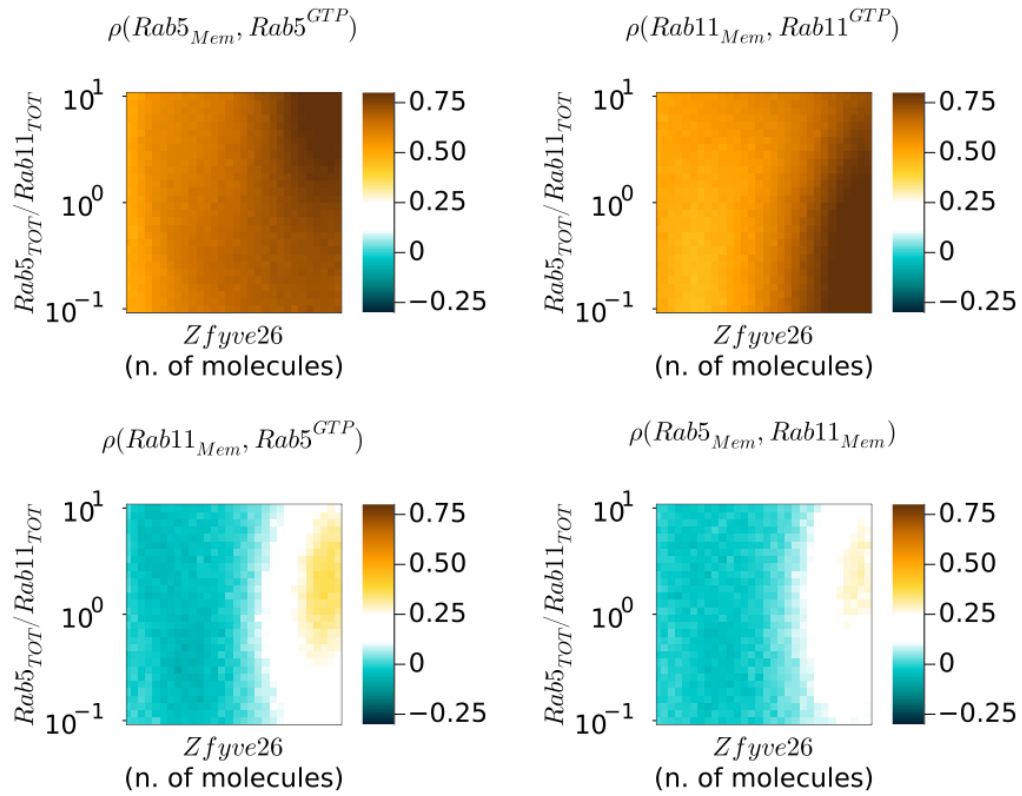 ρ(Rab5_Mem, Rab5^GTP)
10^1
10^0
10^-1
Rab5_TOT/Rab11_TOT
0.75
0.50
0.25
0
−0.25
Zfyve26
(n. of molecules)
ρ(Rab11_Mem, Rab11^GTP)
10^1
10^0
10^-1
Rab5_TOT/Rab11_TOT
0.75
0.50
0.25
0
−0.25
Zfyve26
(n. of molecules)
ρ(Rab11_Mem, Rab5^GTP)
10^1
10^0
10^-1
Rab5_TOT/Rab11_TOT
0.75
0.50
0.25
0
−0.25
Zfyve26
(n. of molecules)
ρ(Rab5_Mem, Rab11_Mem)
10^1
10^0
10^-1
Rab5_TOT/Rab11_TOT
0.75
0.50
0.25
0
−0.25
Zfyve26
(n. of molecules)